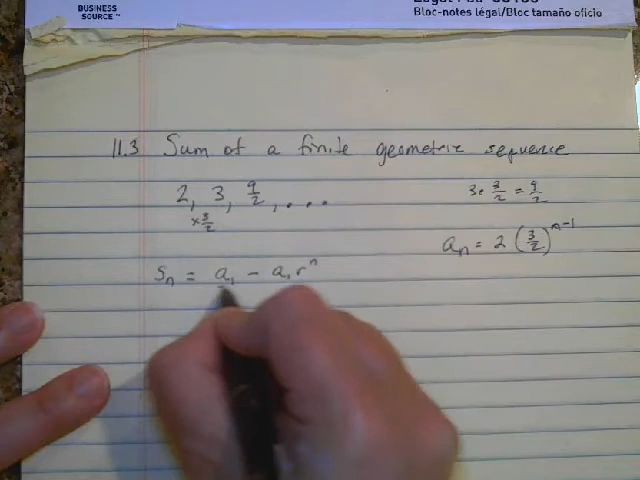 BUSINESS
SOURCE™
Bloc-notes légal/Bloc tamaño oficio
11.3 Sum of a finite geometric sequence
2, 3, 9/2, . . . .
3 · 3/2 = 9/2
×3/2
aₙ = 2 (3/2)ⁿ⁻¹
Sₙ = a₁ - a₁rⁿ